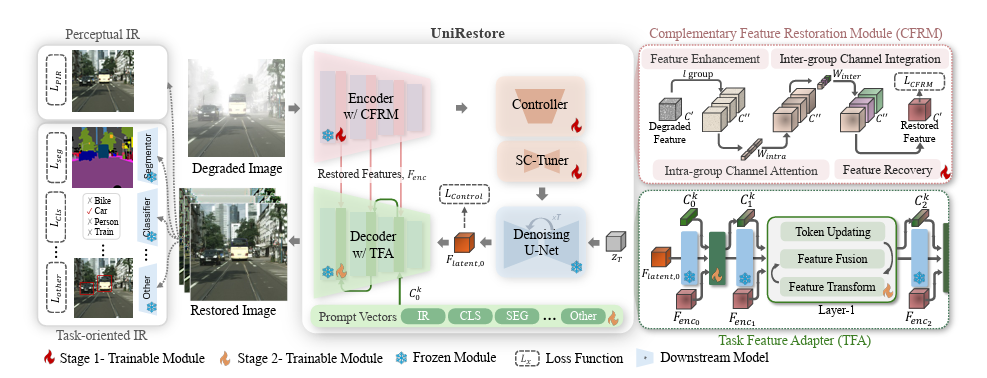 Perceptual IR
L_PIR
L_seg
Segmentor
L_Cls
Bike
Car
Person
Train
Classifier
L_other
Other
Task-oriented IR
Degraded Image
Restored Image
UniRestore
Encoder
w/ CFRM
Controller
SC-Tuner
Restored Features, F_enc
L_Control
Decoder
w/ TFA
F_latent,0
xT
Denoising
U-Net
z_T
C_0^k
Prompt Vectors
IR
CLS
SEG
...
Other
Complementary Feature Restoration Module (CFRM)
Feature Enhancement
Inter-group Channel Integration
l group
W_inter
L_CFRM
C'
C''
C''
C''
C'
Degraded
Feature
W_intra
Restored
Feature
Intra-group Channel Attention
Feature Recovery
C_0^k
C_1^k
C_2^k
Token Updating
Feature Fusion
Feature Transform
F_latent,0
F_enc_0
F_enc_1
Layer-1
F_enc_2
Task Feature Adapter (TFA)
Stage 1- Trainable Module
Stage 2- Trainable Module
Frozen Module
L_x
Loss Function
Downstream Model